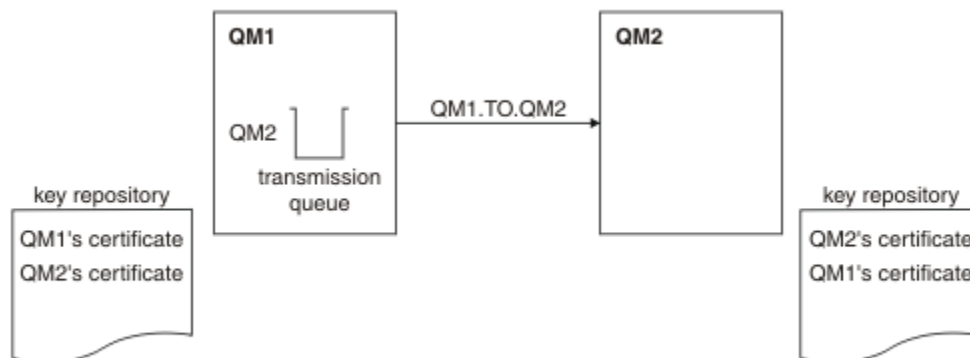 QM1
QM2
QM1.TO.QM2
QM2
transmission
queue
key repository
QM1's certificate
QM2's certificate
key repository
QM2's certificate
QM1's certificate